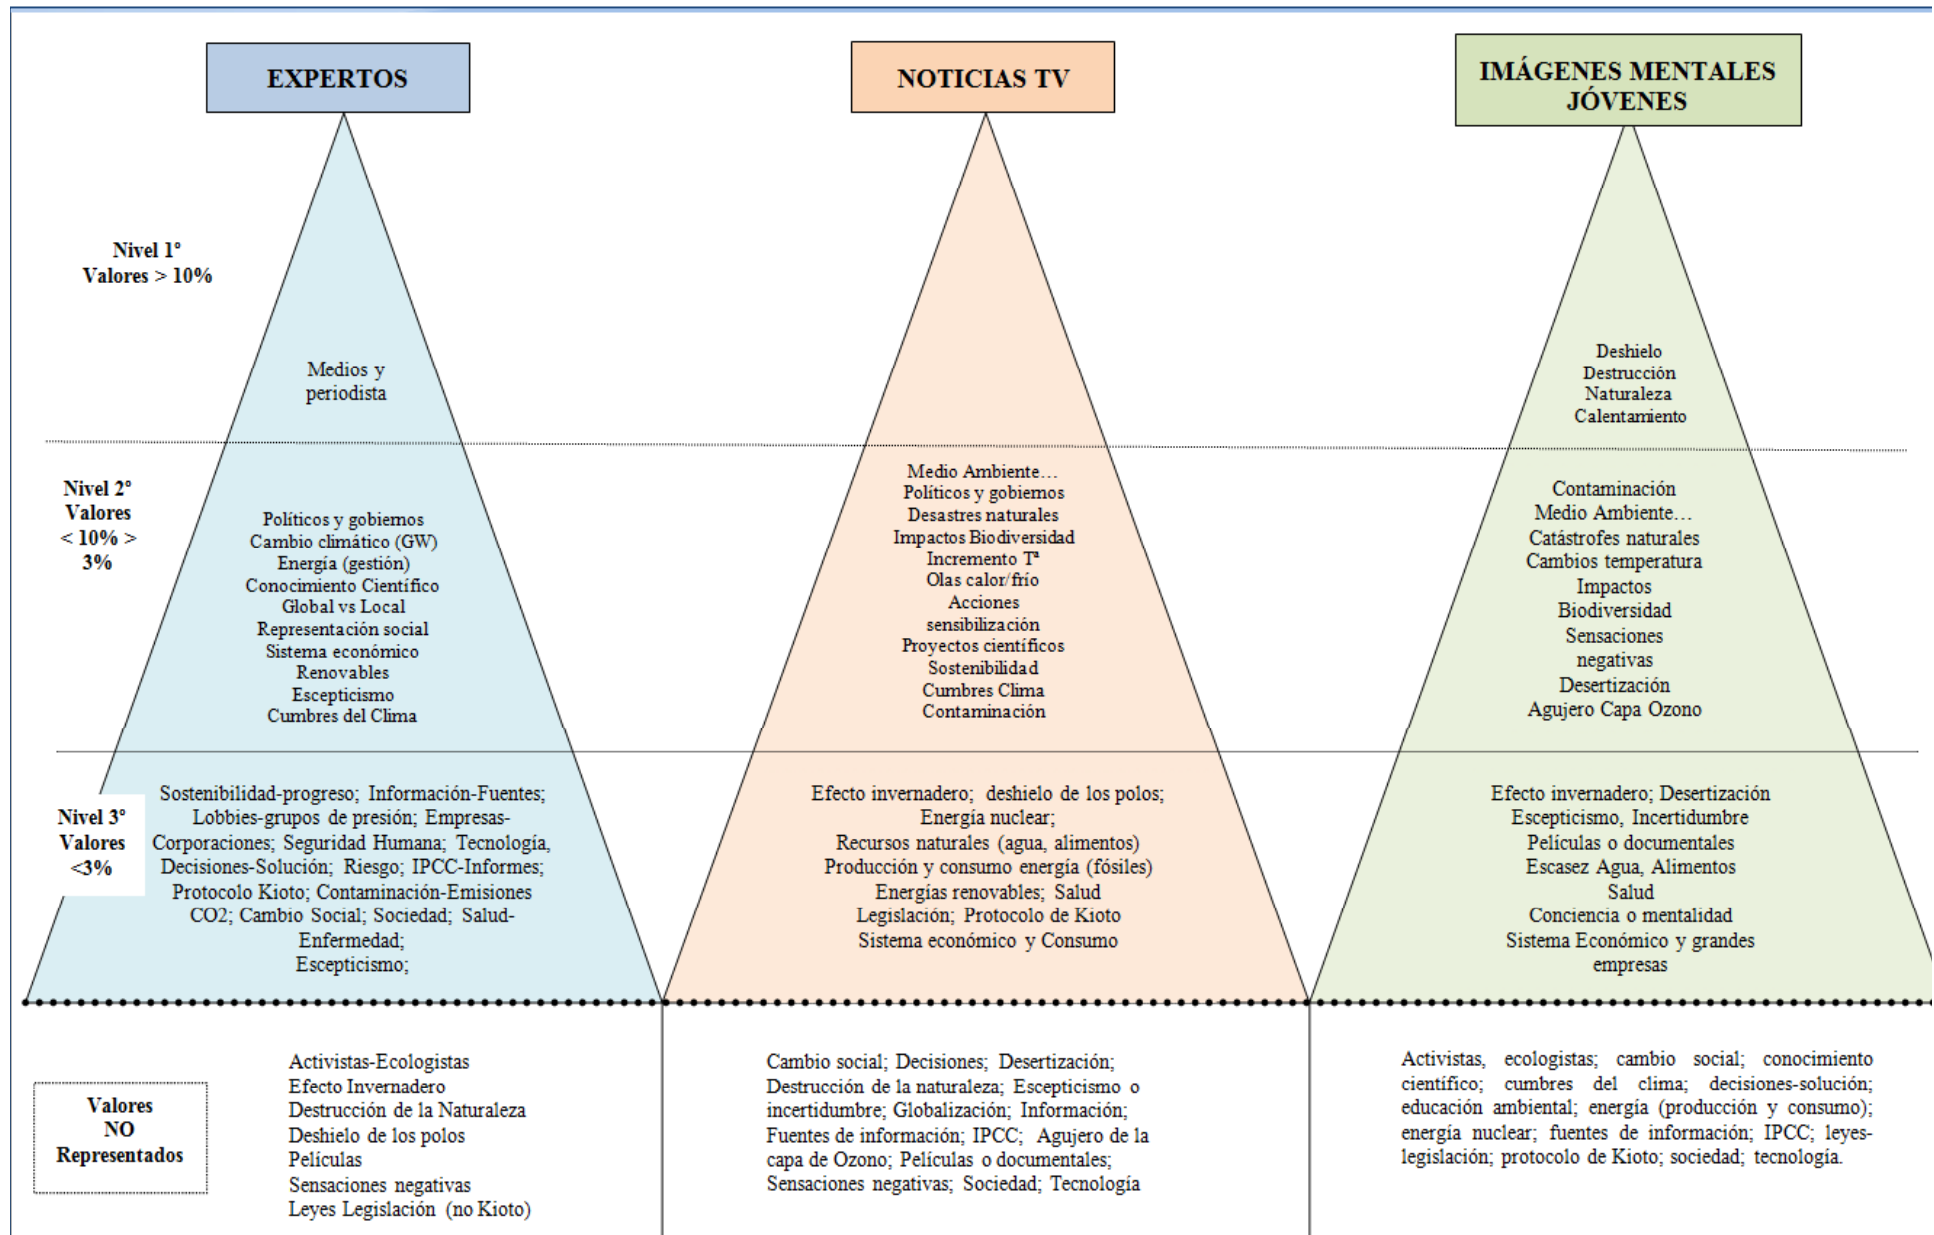 EXPERTOS
NOTICIAS TV
IMÁGENES MENTALES
JÓVENES
Nivel 1º
Valores > 10%
Medios y
periodista
Deshielo
Destrucción
Naturaleza
Calentamiento
Nivel 2º
Valores
< 10% >
3%
Políticos y gobiernos
Cambio climático (GW)
Energía (gestión)
Conocimiento Científico
Global vs Local
Representación social
Sistema económico
Renovables
Escepticismo
Cumbres del Clima
Medio Ambiente…
Políticos y gobiernos
Desastres naturales
Impactos Biodiversidad
Incremento Tª
Olas calor/frío
Acciones
sensibilización
Proyectos científicos
Sostenibilidad
Cumbres Clima
Contaminación
Contaminación
Medio Ambiente…
Catástrofes naturales
Cambios temperatura
Impactos
Biodiversidad
Sensaciones
negativas
Desertización
Agujero Capa Ozono
Nivel 3º
Valores
<3%
Sostenibilidad-progreso; Información-Fuentes;
Lobbies-grupos de presión; Empresas-
Corporaciones; Seguridad Humana; Tecnología,
Decisiones-Solución; Riesgo; IPCC-Informes;
Protocolo Kioto; Contaminación-Emisiones
CO2; Cambio Social; Sociedad; Salud-
Enfermedad;
Escepticismo;
Efecto invernadero; deshielo de los polos;
Energía nuclear;
Recursos naturales (agua, alimentos)
Producción y consumo energía (fósiles)
Energías renovables; Salud
Legislación; Protocolo de Kioto
Sistema económico y Consumo
Efecto invernadero; Desertización
Escepticismo, Incertidumbre
Películas o documentales
Escasez Agua, Alimentos
Salud
Conciencia o mentalidad
Sistema Económico y grandes
empresas
Valores
NO
Representados
Activistas-Ecologistas
Efecto Invernadero
Destrucción de la Naturaleza
Deshielo de los polos
Películas
Sensaciones negativas
Leyes Legislación (no Kioto)
Cambio social; Decisiones; Desertización;
Destrucción de la naturaleza; Escepticismo o
incertidumbre; Globalización; Información;
Fuentes de información; IPCC; Agujero de la
capa de Ozono; Películas o documentales;
Sensaciones negativas; Sociedad; Tecnología
Activistas, ecologistas; cambio social; conocimiento
científico; cumbres del clima; decisiones-solución;
educación ambiental; energía (producción y consumo);
energía nuclear; fuentes de información; IPCC; leyes-
legislación; protocolo de Kioto; sociedad; tecnología.